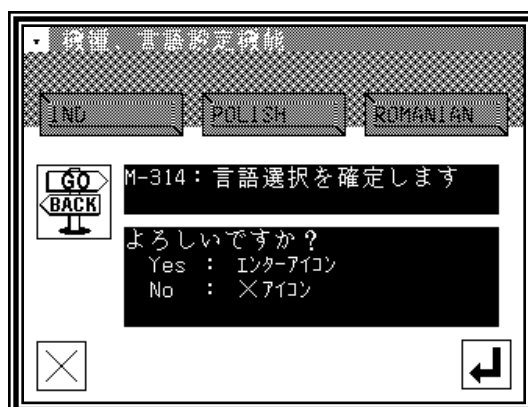 機種、言語設定機能
IND
POLISH
ROMANIAN
GO
BACK
M-314：言語選択を確定します
よろしいですか？
Yes : ｴﾝﾀｰｱｲｺﾝ
No : ×ｱｲｺﾝ